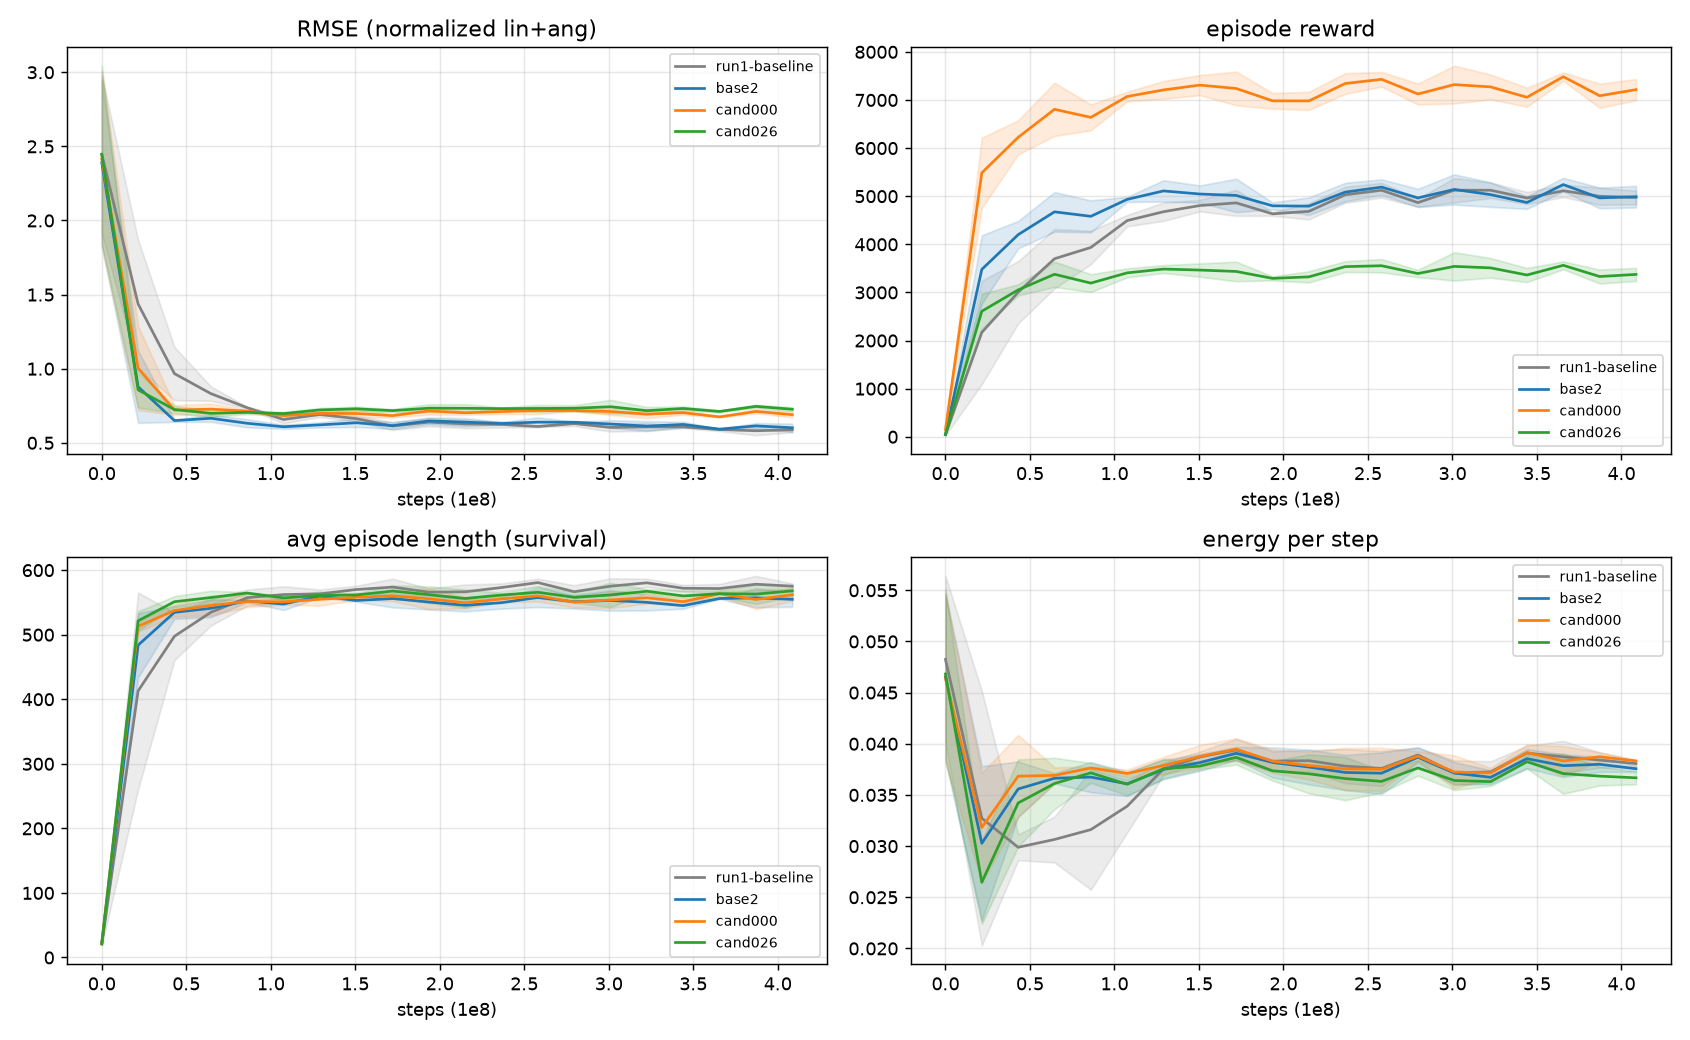 RMSE (normalized lin+ang)
3.0
2.5
2.0
1.5
1.0
0.5
0.0 0.5 1.0 1.5 2.0 2.5 3.0 3.5 4.0
steps (1e8)
run1-baseline
base2
cand000
cand026
episode reward
8000
7000
6000
5000
4000
3000
2000
1000
0
0.0 0.5 1.0 1.5 2.0 2.5 3.0 3.5 4.0
steps (1e8)
run1-baseline
base2
cand000
cand026
avg episode length (survival)
600
500
400
300
200
100
0
0.0 0.5 1.0 1.5 2.0 2.5 3.0 3.5 4.0
steps (1e8)
run1-baseline
base2
cand000
cand026
energy per step
0.055
0.050
0.045
0.040
0.035
0.030
0.025
0.020
0.0 0.5 1.0 1.5 2.0 2.5 3.0 3.5 4.0
steps (1e8)
run1-baseline
base2
cand000
cand026